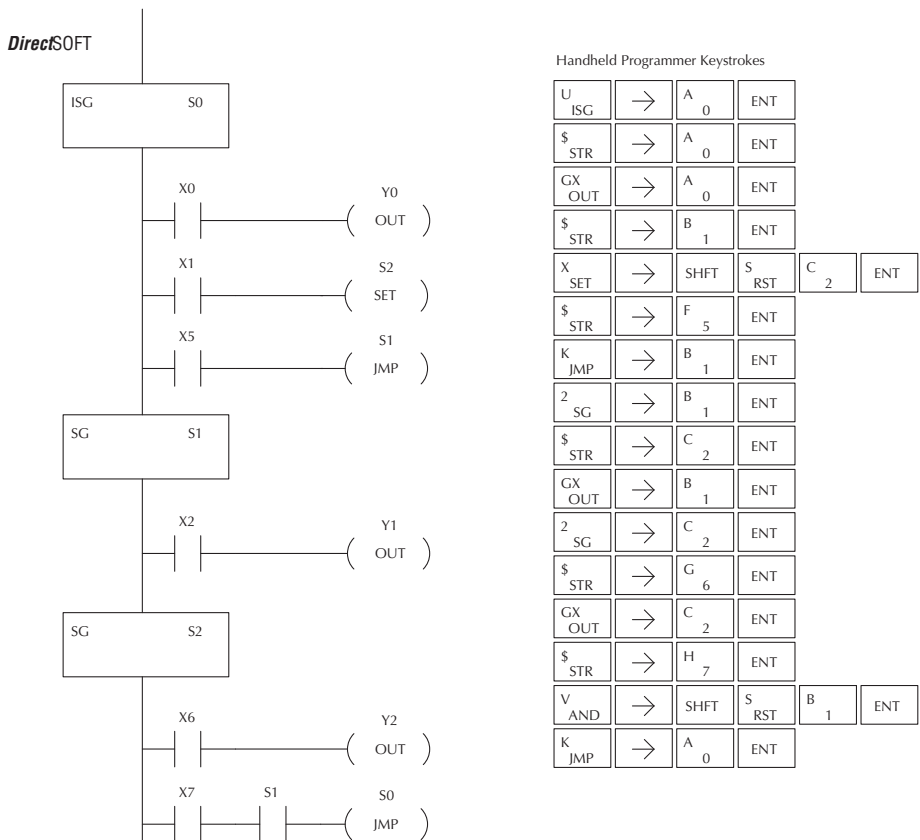 DirectSOFT
ISG S0
X0 Y0
OUT
X1 S2
SET
X5 S1
JMP
SG S1
X2 Y1
OUT
SG S2
X6 Y2
OUT
X7 S1 S0
JMP
Handheld Programmer Keystrokes
U ISG → A 0 ENT
$ STR → A 0 ENT
GX OUT → A 0 ENT
$ STR → B 1 ENT
X SET → SHFT S RST C 2 ENT
$ STR → F 5 ENT
K JMP → B 1 ENT
2 SG → B 1 ENT
$ STR → C 2 ENT
GX OUT → B 1 ENT
2 SG → C 2 ENT
$ STR → G 6 ENT
GX OUT → C 2 ENT
$ STR → H 7 ENT
V AND → SHFT S RST B 1 ENT
K JMP → A 0 ENT